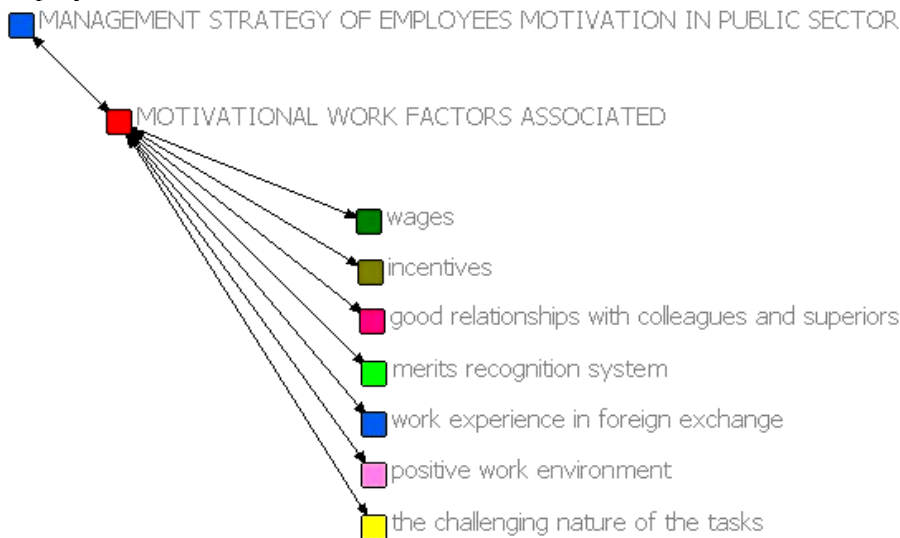 MANAGEMENT STRATEGY OF EMPLOYEES MOTIVATION IN PUBLIC SECTOR
MOTIVATIONAL WORK FACTORS ASSOCIATED
wages
incentives
good relationships with colleagues and superiors
merits recognition system
work experience in foreign exchange
positive work environment
the challenging nature of the tasks